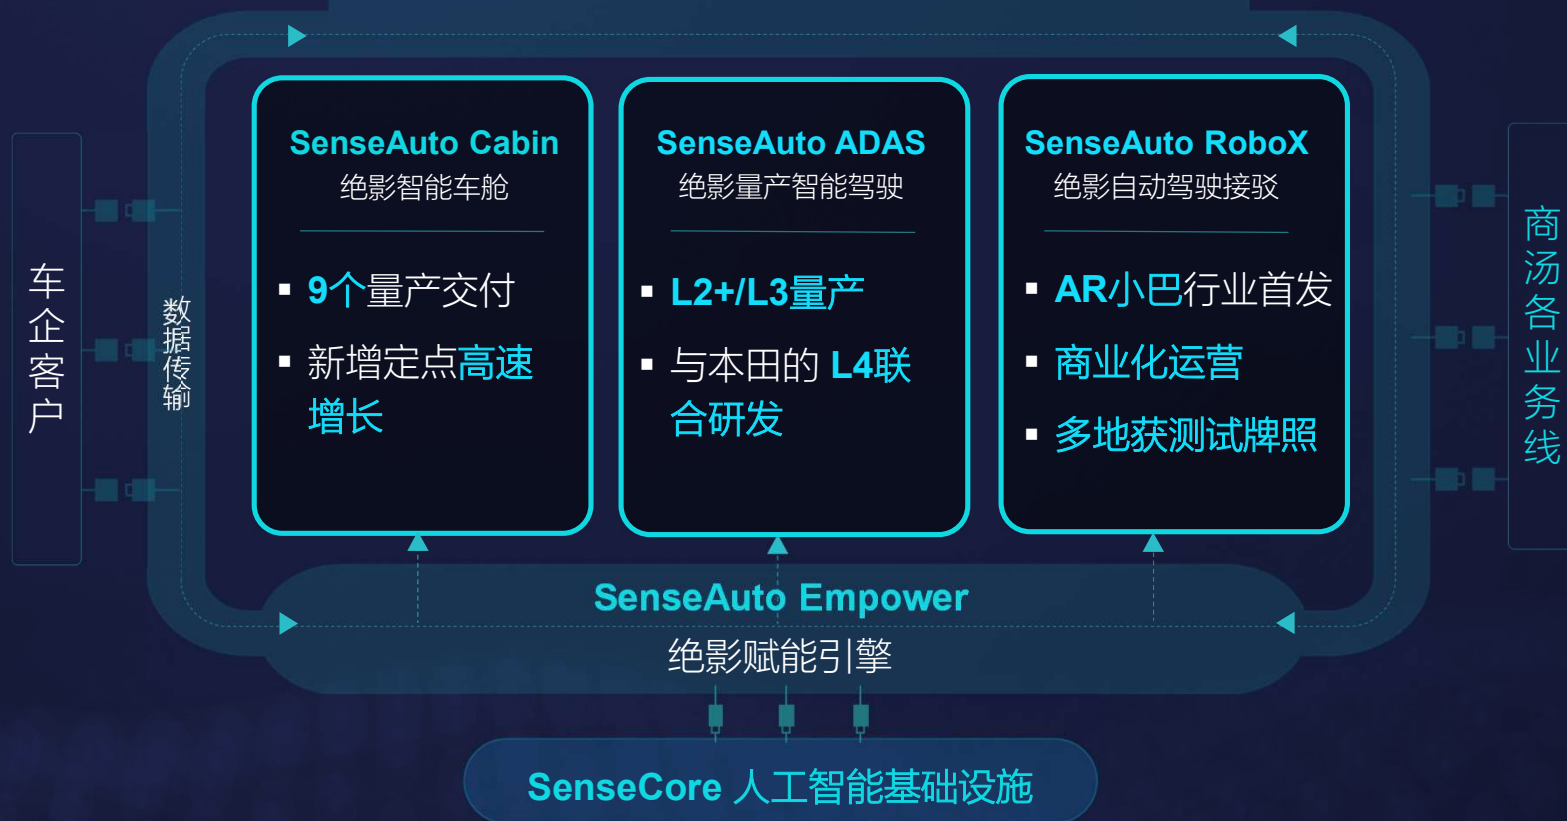 车企客户
数据传输
SenseAuto Cabin
绝影智能车舱
▪ 9个量产交付
▪ 新增定点高速
增长
SenseAuto ADAS
绝影量产智能驾驶
▪ L2+/L3量产
▪ 与本田的 L4联
合研发
SenseAuto RoboX
绝影自动驾驶接驳
▪ AR小巴行业首发
▪ 商业化运营
▪ 多地获测试牌照
商汤各业务线
SenseAuto Empower
绝影赋能引擎
SenseCore 人工智能基础设施